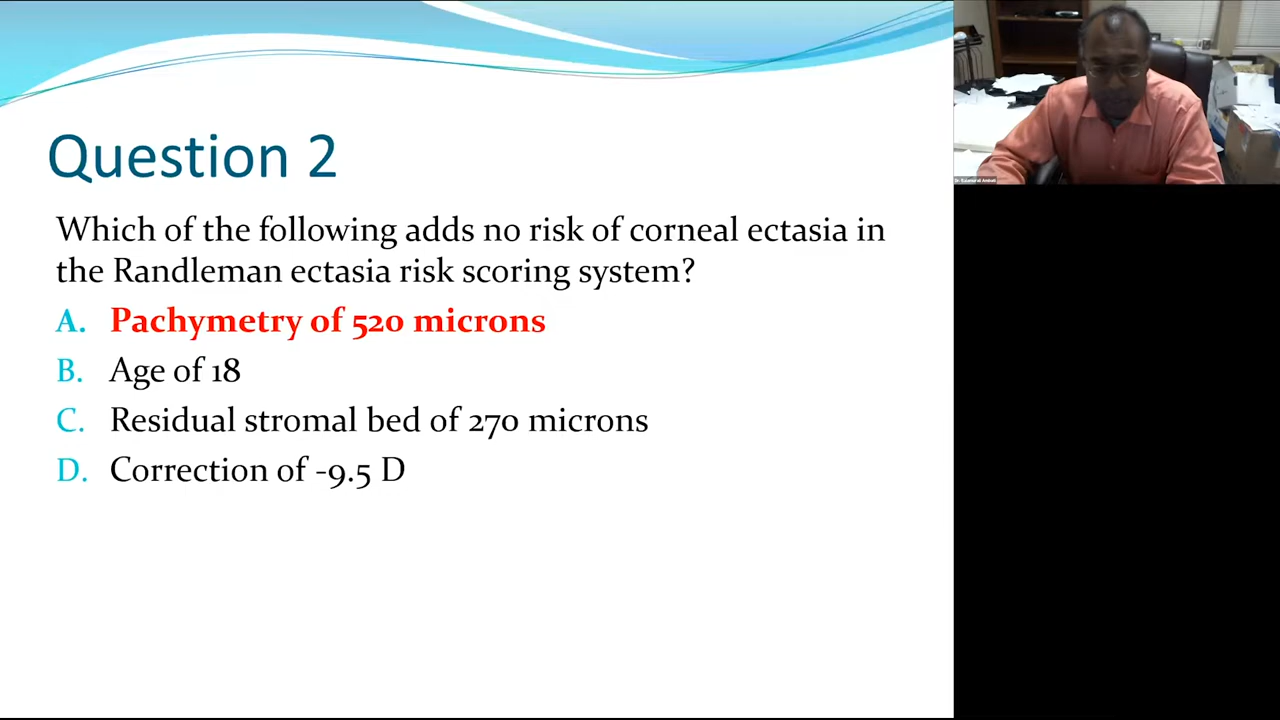 Question 2
Which of the following adds no risk of corneal ectasia in
the Randleman ectasia risk scoring system?
A. Pachymetry of 520 microns
B. Age of 18
C. Residual stromal bed of 270 microns
D. Correction of -9.5 D